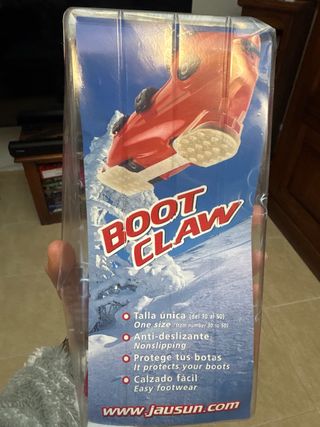 BOOT
CLAW
Talla única (del 30 al 50)
One size (from number 30 to 50)
Anti-deslizante
Nonslipping
Protege tus botas
It protects your boots
Calzado fácil
Easy footwear
www.jausun.com